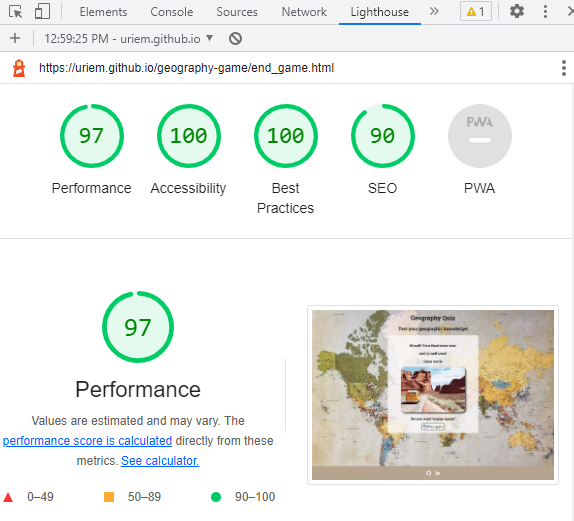 Elements Console Sources Network Lighthouse » 1
12:59:25 PM - uriem.github.io
https://uriem.github.io/geography-game/end_game.html
97 100 100 90 PWA
Performance Accessibility Best Practices SEO PWA
97
Performance
Values are estimated and may vary. The
performance score is calculated directly from these
metrics. See calculator.
0–49 50–89 90–100
Geography Quiz
Test your geographic knowledge!
Do you want to play again?